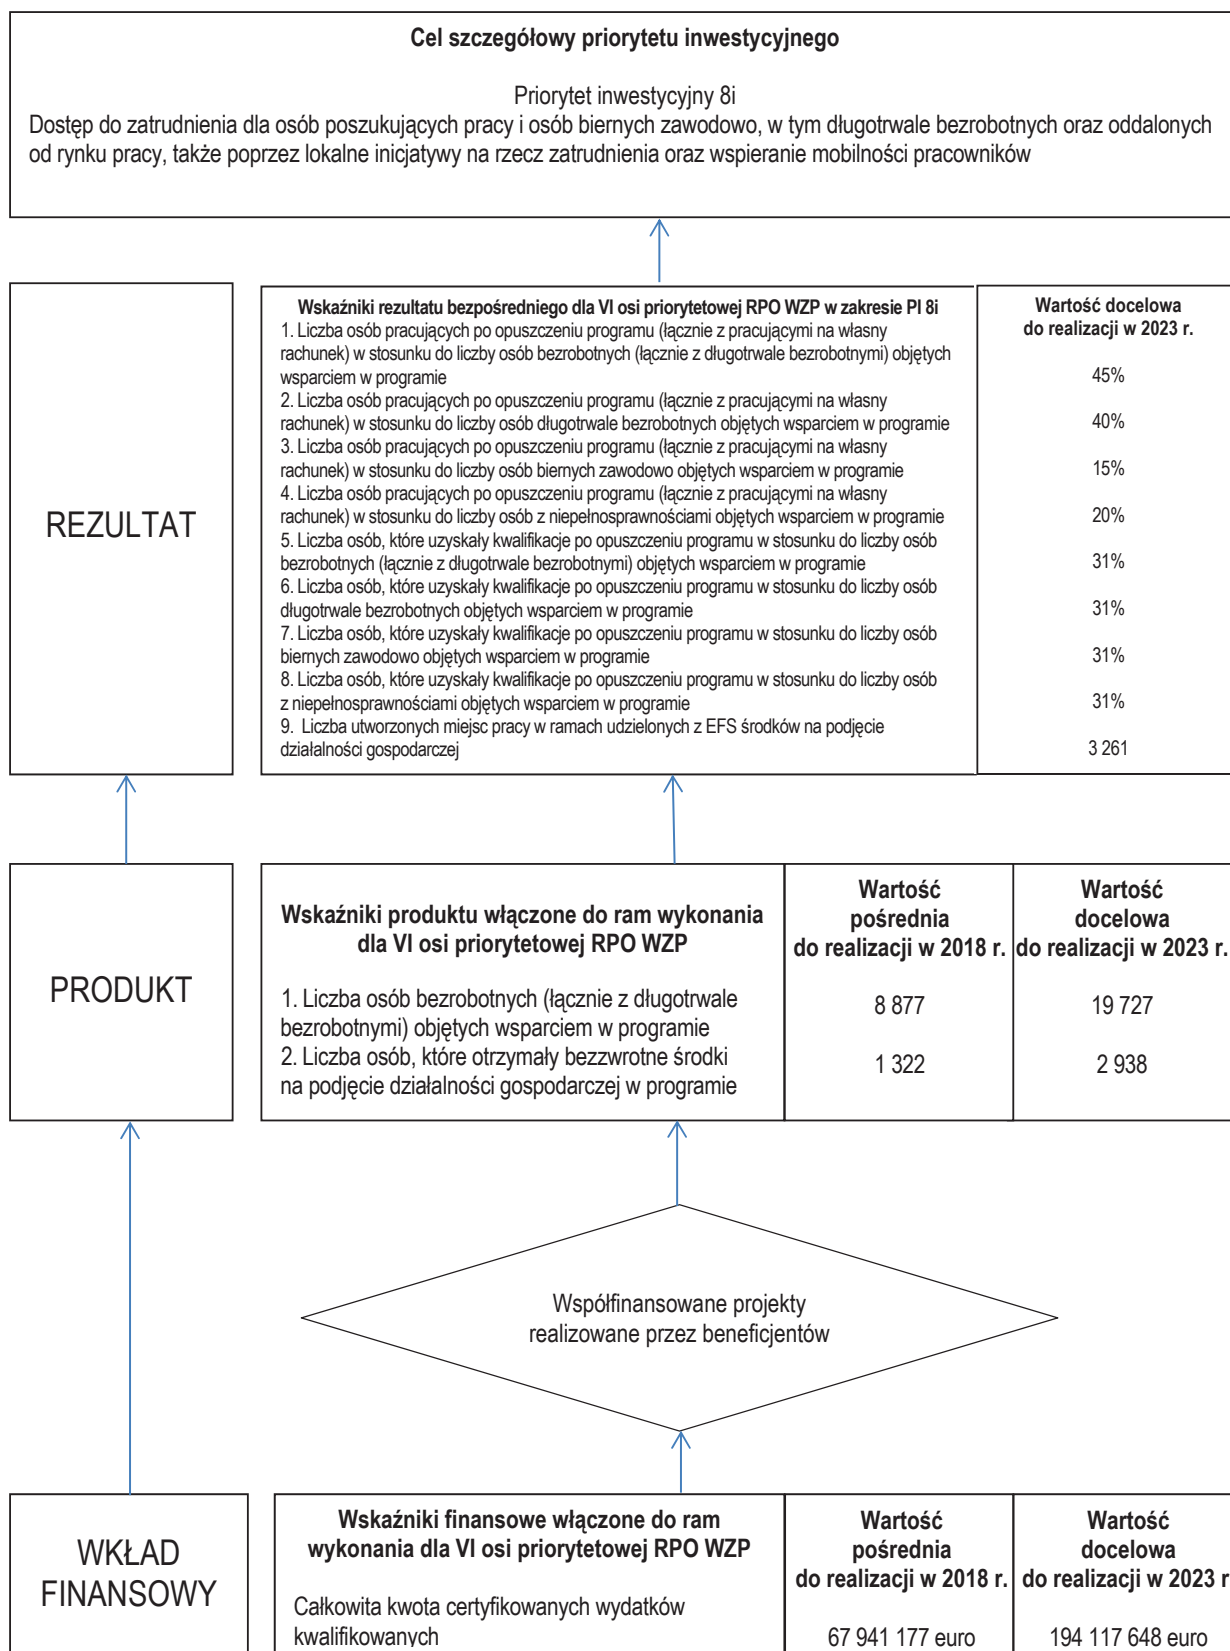 Cel szczegółowy priorytetu inwestycyjnego
Priorytet inwestycyjny 8i
Dostęp do zatrudnienia dla osób poszukujących pracy i osób biernych zawodowo, w tym długotrwale bezrobotnych oraz oddalonych
od rynku pracy, także poprzez lokalne inicjatywy na rzecz zatrudnienia oraz wspieranie mobilności pracowników
REZULTAT
Wskaźniki rezultatu bezpośredniego dla VI osi priorytetowej RPO WZP w zakresie PI 8i
1. Liczba osób pracujących po opuszczeniu programu (łącznie z pracującymi na własny
rachunek) w stosunku do liczby osób bezrobotnych (łącznie z długotrwale bezrobotnymi) objętych
wsparciem w programie
2. Liczba osób pracujących po opuszczeniu programu (łącznie z pracującymi na własny
rachunek) w stosunku do liczby osób długotrwale bezrobotnych objętych wsparciem w programie
3. Liczba osób pracujących po opuszczeniu programu (łącznie z pracującymi na własny
rachunek) w stosunku do liczby osób biernych zawodowo objętych wsparciem w programie
4. Liczba osób pracujących po opuszczeniu programu (łącznie z pracującymi na własny
rachunek) w stosunku do liczby osób z niepełnosprawnościami objętych wsparciem w programie
5. Liczba osób, które uzyskały kwalifikacje po opuszczeniu programu w stosunku do liczby osób
bezrobotnych (łącznie z długotrwale bezrobotnymi) objętych wsparciem w programie
6. Liczba osób, które uzyskały kwalifikacje po opuszczeniu programu w stosunku do liczby osób
długotrwale bezrobotnych objętych wsparciem w programie
7. Liczba osób, które uzyskały kwalifikacje po opuszczeniu programu w stosunku do liczby osób
biernych zawodowo objętych wsparciem w programie
8. Liczba osób, które uzyskały kwalifikacje po opuszczeniu programu w stosunku do liczby osób
z niepełnosprawnościami objętych wsparciem w programie
9. Liczba utworzonych miejsc pracy w ramach udzielonych z EFS środków na podjęcie
działalności gospodarczej
Wartość docelowa
do realizacji w 2023 r.
45%
40%
15%
20%
31%
31%
31%
31%
3 261
PRODUKT
Wskaźniki produktu włączone do ram wykonania
dla VI osi priorytetowej RPO WZP
1. Liczba osób bezrobotnych (łącznie z długotrwale
bezrobotnymi) objętych wsparciem w programie
2. Liczba osób, które otrzymały bezzwrotne środki
na podjęcie działalności gospodarczej w programie
Wartość
pośrednia
do realizacji w 2018 r.
8 877
1 322
Wartość
docelowa
do realizacji w 2023 r.
19 727
2 938
Współfinansowane projekty
realizowane przez beneficjentów
WKŁAD
FINANSOWY
Wskaźniki finansowe włączone do ram
wykonania dla VI osi priorytetowej RPO WZP
Całkowita kwota certyfikowanych wydatków
kwalifikowanych
Wartość
pośrednia
do realizacji w 2018 r.
67 941 177 euro
Wartość
docelowa
do realizacji w 2023 r
194 117 648 euro